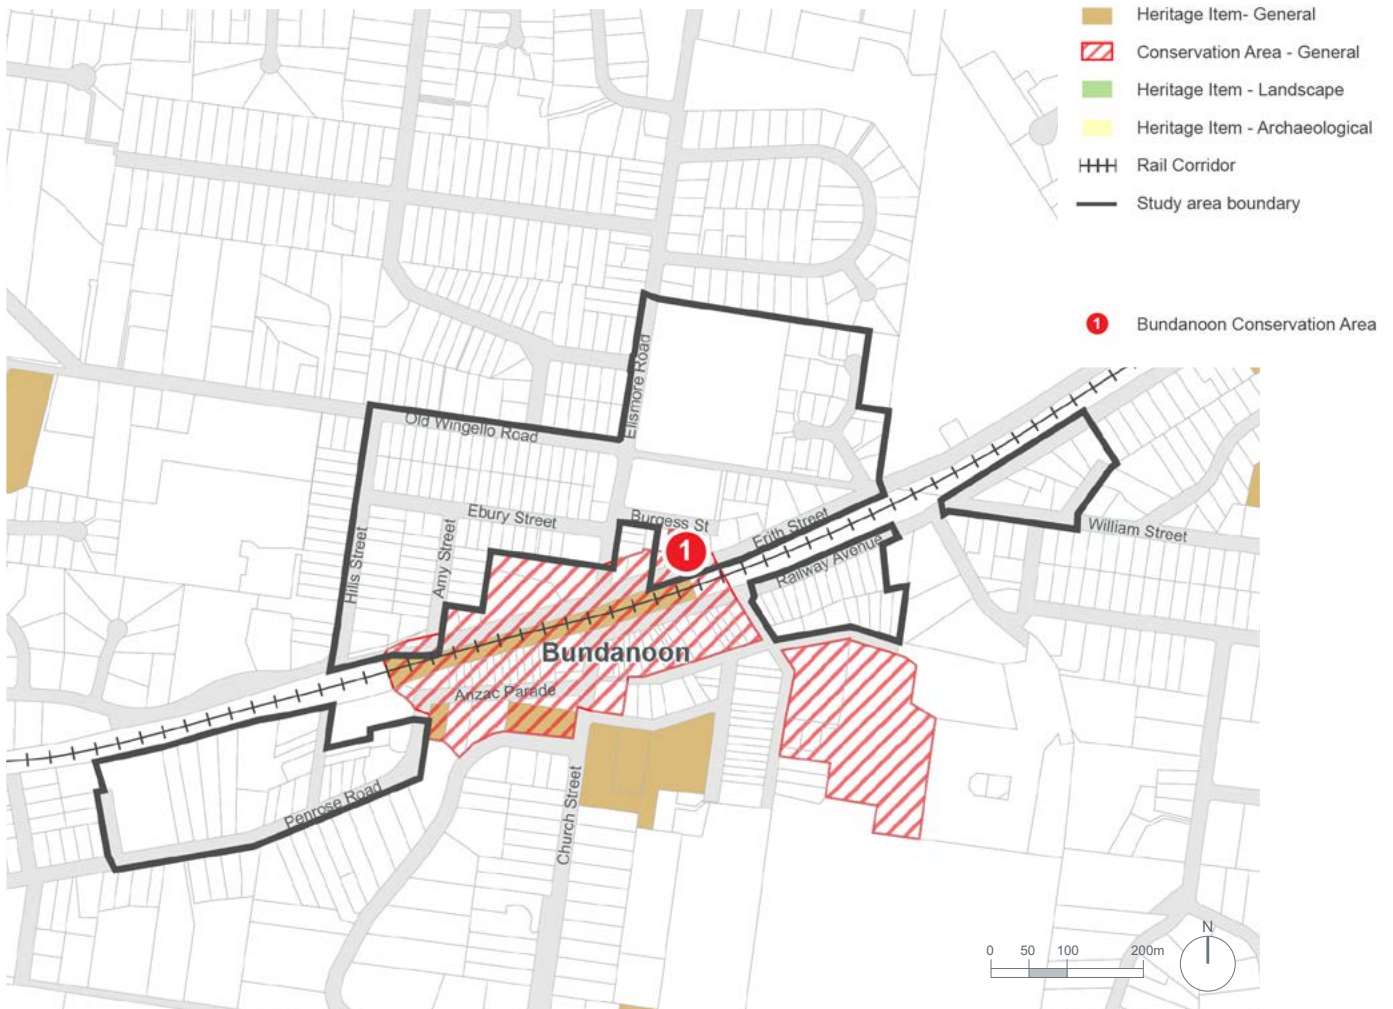 Heritage Item- General
Conservation Area - General
Heritage Item - Landscape
Heritage Item - Archaeological
Rail Corridor
Study area boundary
1 Bundanoon Conservation Area
Ellsmore Road
Old Wingello Road
Ebury Street
Burgess St
Frith Street
William Street
Hills Street
Amy Street
1
Railway Avenue
Bundanoon
Anzac Parade
Penrose Road
Church Street
N
0 50 100 200m